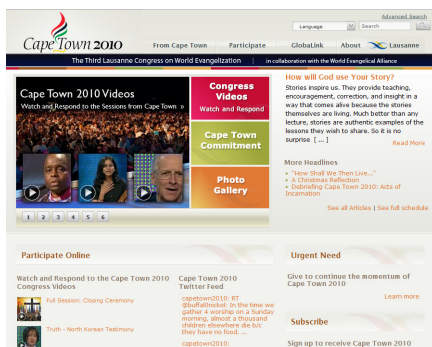 Advanced Search
Language
Search
Cape Town 2010
From Cape Town
Participate
GlobaLink
About
Lausanne
The Third Lausanne Congress on World Evangelization | in collaboration with the World Evangelical Alliance
Cape Town 2010 Videos
Watch and Respond to the Sessions from Cape Town »
Congress
Videos
Watch and Respond
Cape Town
Commitment
Photo
Gallery
1 2 3 4 5 6
How will God use Your Story?
Stories inspire us. They provide teaching,
encouragement, correction, and insight in a
way that comes alive because the stories
themselves are living. Much better than any
lecture, stories are authentic examples of the
lessons they wish to share. So it is no
surprise [ ... ]
Read More
More Headlines
"How Shall We Then Live..."
A Christmas Reflection
Debriefing Cape Town 2010: Acts of
Incarnation
See all Articles | See full schedule
Participate Online
Watch and Respond to the Cape Town 2010
Congress Videos
Full Session: Closing Ceremony
Truth - North Korean Testimony
Cape Town 2010
Twitter Feed
capetown2010: RT
@buffal0nickel: In the time we
gather 4 worship on a Sunday
morning, almost a thousand
children elsewhere die b/c
they have no food. ...
capetown2010:
Urgent Need
Give to continue the momentum of
Cape Town 2010
Learn more
Subscribe
Sign up to receive Cape Town 2010